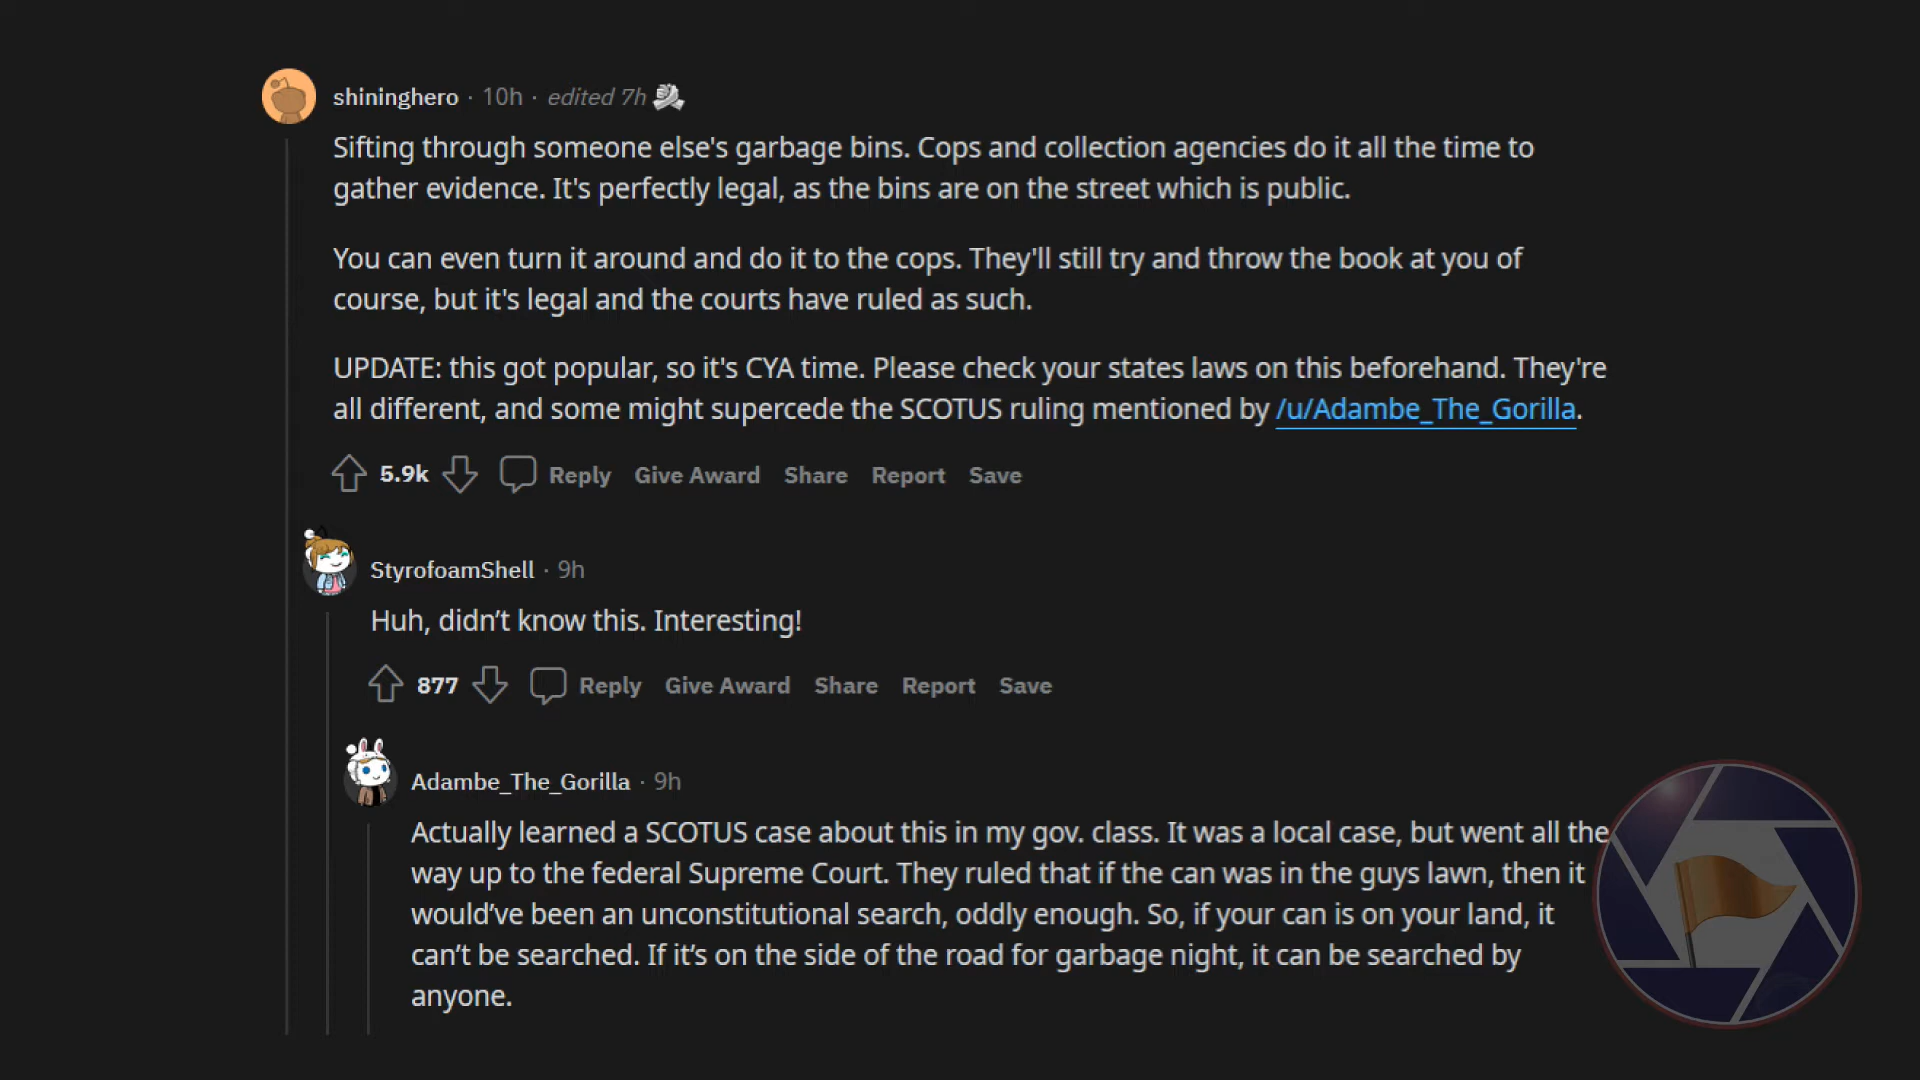 shininghero · 10h · edited 7h
Sifting through someone else's garbage bins. Cops and collection agencies do it all the time to
gather evidence. It's perfectly legal, as the bins are on the street which is public.
You can even turn it around and do it to the cops. They'll still try and throw the book at you of
course, but it's legal and the courts have ruled as such.
UPDATE: this got popular, so it's CYA time. Please check your states laws on this beforehand. They're
all different, and some might supercede the SCOTUS ruling mentioned by /u/Adambe_The_Gorilla.
5.9k Reply Give Award Share Report Save
StyrofoamShell · 9h
Huh, didn’t know this. Interesting!
877 Reply Give Award Share Report Save
Adambe_The_Gorilla · 9h
Actually learned a SCOTUS case about this in my gov. class. It was a local case, but went all the
way up to the federal Supreme Court. They ruled that if the can was in the guys lawn, then it
would’ve been an unconstitutional search, oddly enough. So, if your can is on your land, it
can’t be searched. If it’s on the side of the road for garbage night, it can be searched by
anyone.